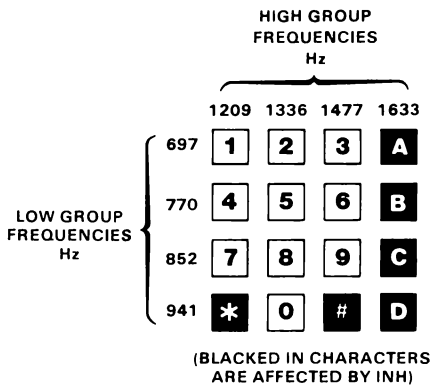 HIGH GROUP
FREQUENCIES
Hz
1209 1336 1477 1633
697 1 2 3 A
770 4 5 6 B
LOW GROUP
FREQUENCIES
Hz
852 7 8 9 C
941 * 0 # D
(BLACKED IN CHARACTERS
ARE AFFECTED BY INH)